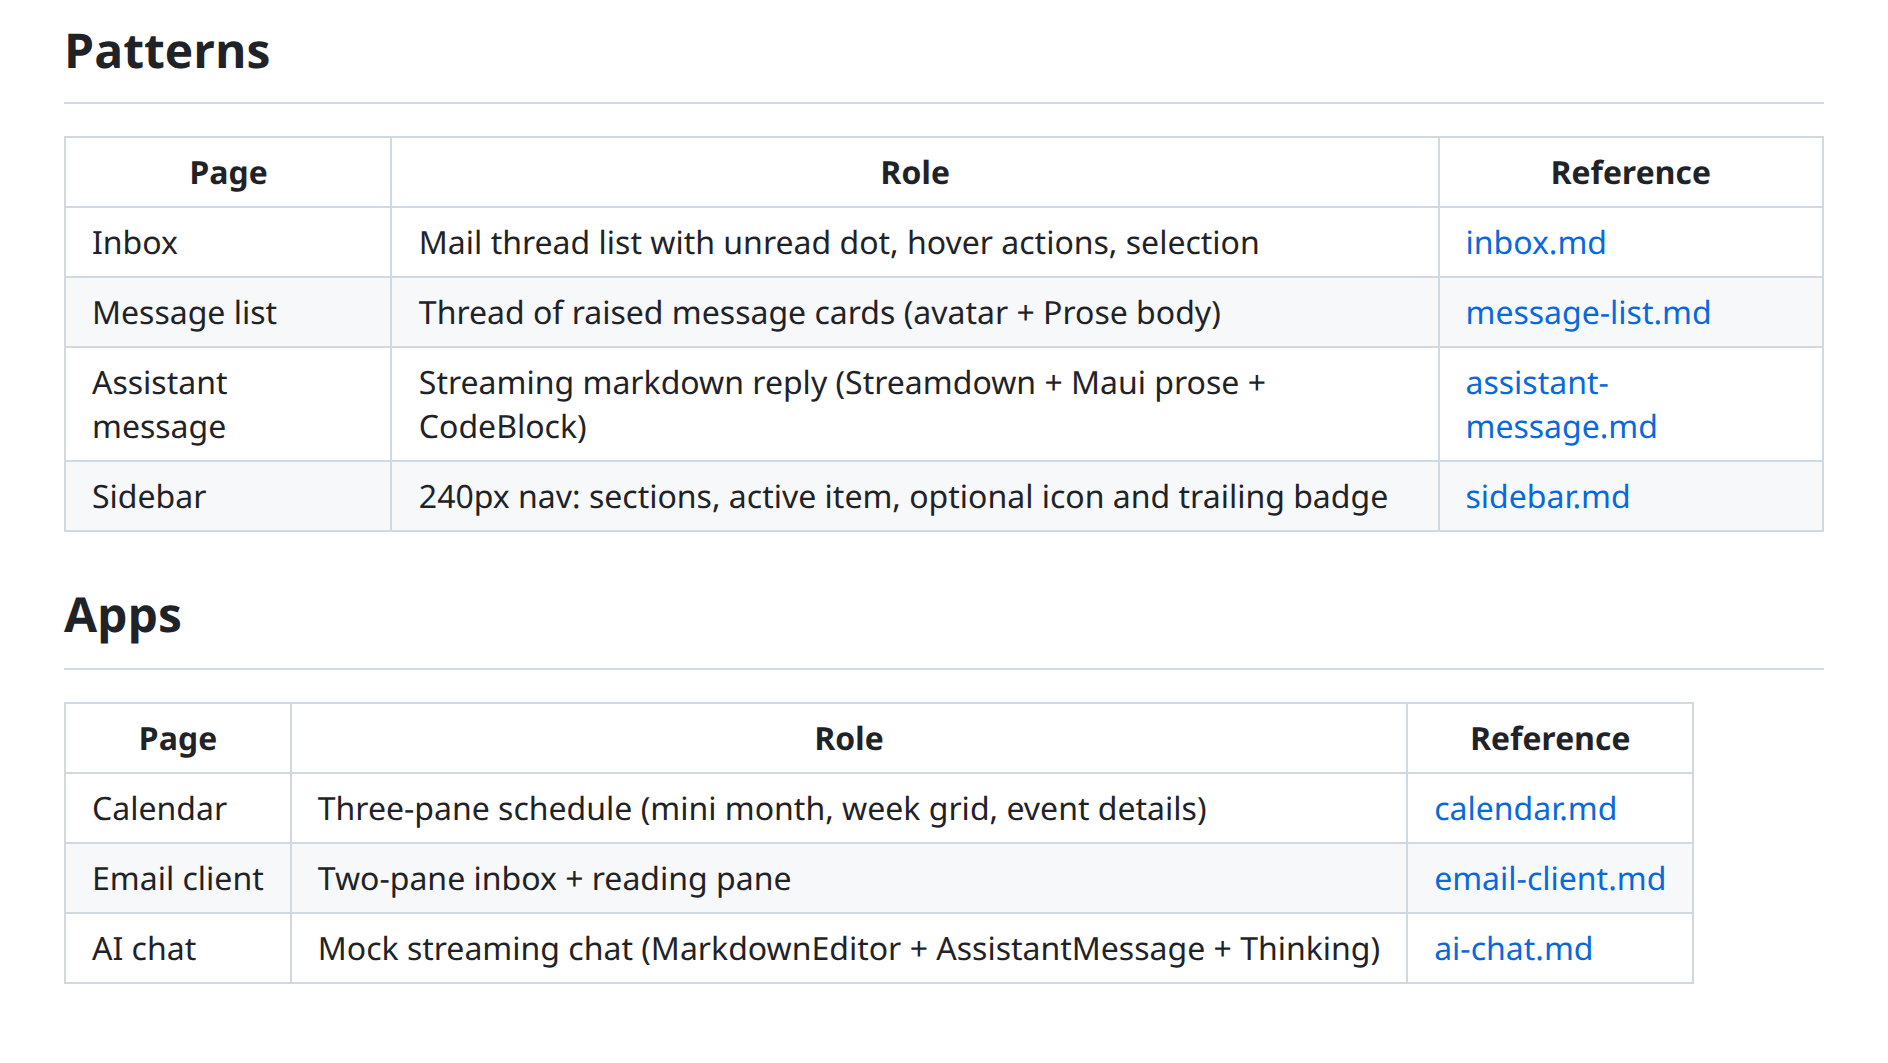 Patterns
Page Role Reference
Inbox Mail thread list with unread dot, hover actions, selection inbox.md
Message list Thread of raised message cards (avatar + Prose body) message-list.md
Assistant message Streaming markdown reply (Streamdown + Maui prose + CodeBlock) assistant-message.md
Sidebar 240px nav: sections, active item, optional icon and trailing badge sidebar.md
Apps
Page Role Reference
Calendar Three-pane schedule (mini month, week grid, event details) calendar.md
Email client Two-pane inbox + reading pane email-client.md
AI chat Mock streaming chat (MarkdownEditor + AssistantMessage + Thinking) ai-chat.md